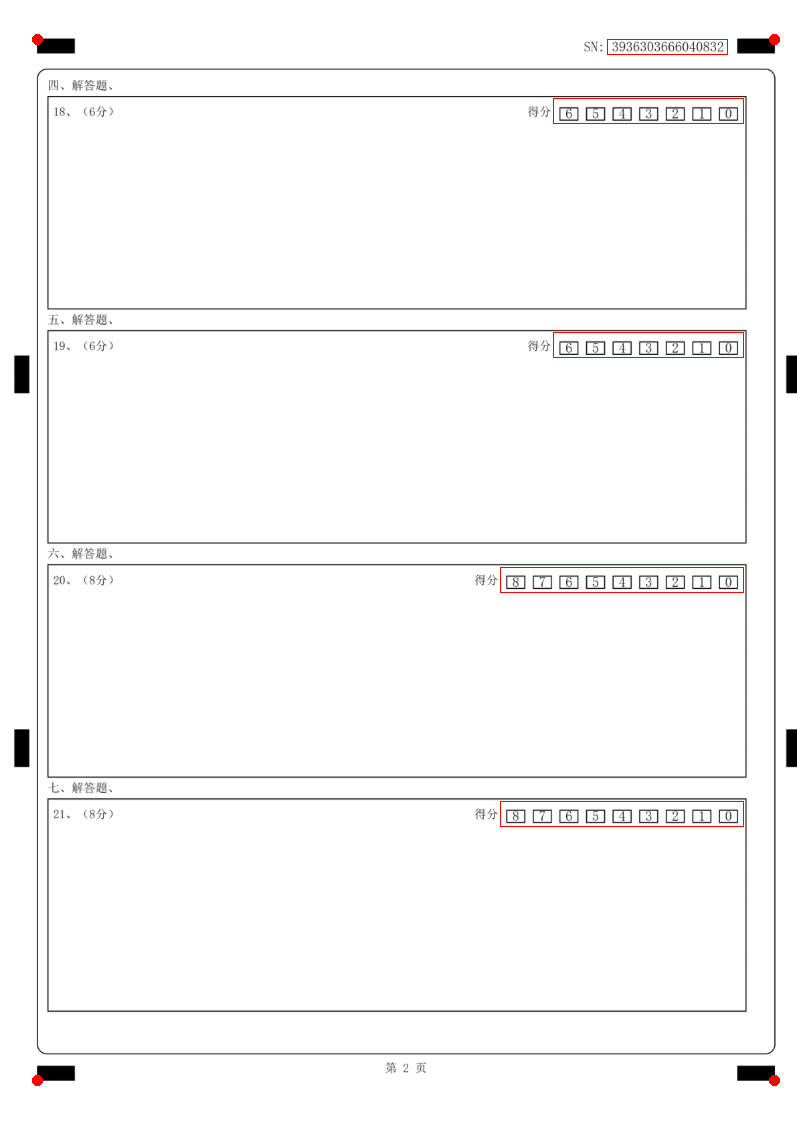 SN: 3936303666040832
四、解答题、
18、（6分） 得分 6 5 4 3 2 1 0
五、解答题、
19、（6分） 得分 6 5 4 3 2 1 0
六、解答题、
20、（8分） 得分 8 7 6 5 4 3 2 1 0
七、解答题、
21、（8分） 得分 8 7 6 5 4 3 2 1 0
第 2 页